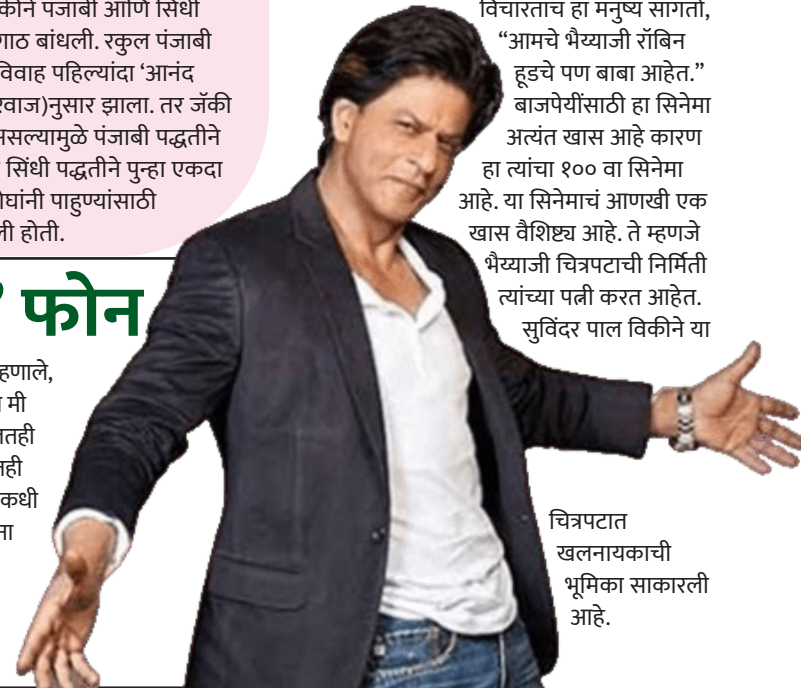 पंजाबी आणि सिंधी
गाठ बांधली. रकुल पंजाबी
विवाह पहिल्यांदा ‘आनंद
नुसार झाला. तर जॅकी
असल्यामुळे पंजाबी पद्धतीने
सिंधी पद्धतीने पुन्हा एकदा
पाहुण्यांसाठी
होती.
’ फोन
म्हणाले,
मी
कधी
विचारताच हा मनुष्य सांगतो,
“आमचे भैय्याजी रॉबिन
हूडचे पण बाबा आहेत.”
बाजपेयींसाठी हा सिनेमा
अत्यंत खास आहे कारण
हा त्यांचा १०० वा सिनेमा
आहे. या सिनेमाचं आणखी एक
खास वैशिष्ट्य आहे. ते म्हणजे
भैय्याजी चित्रपटाची निर्मिती
त्यांच्या पत्नी करत आहेत.
सुविंदर पाल विकीने या
चित्रपटात
खलनायकाची
भूमिका साकारली
आहे.